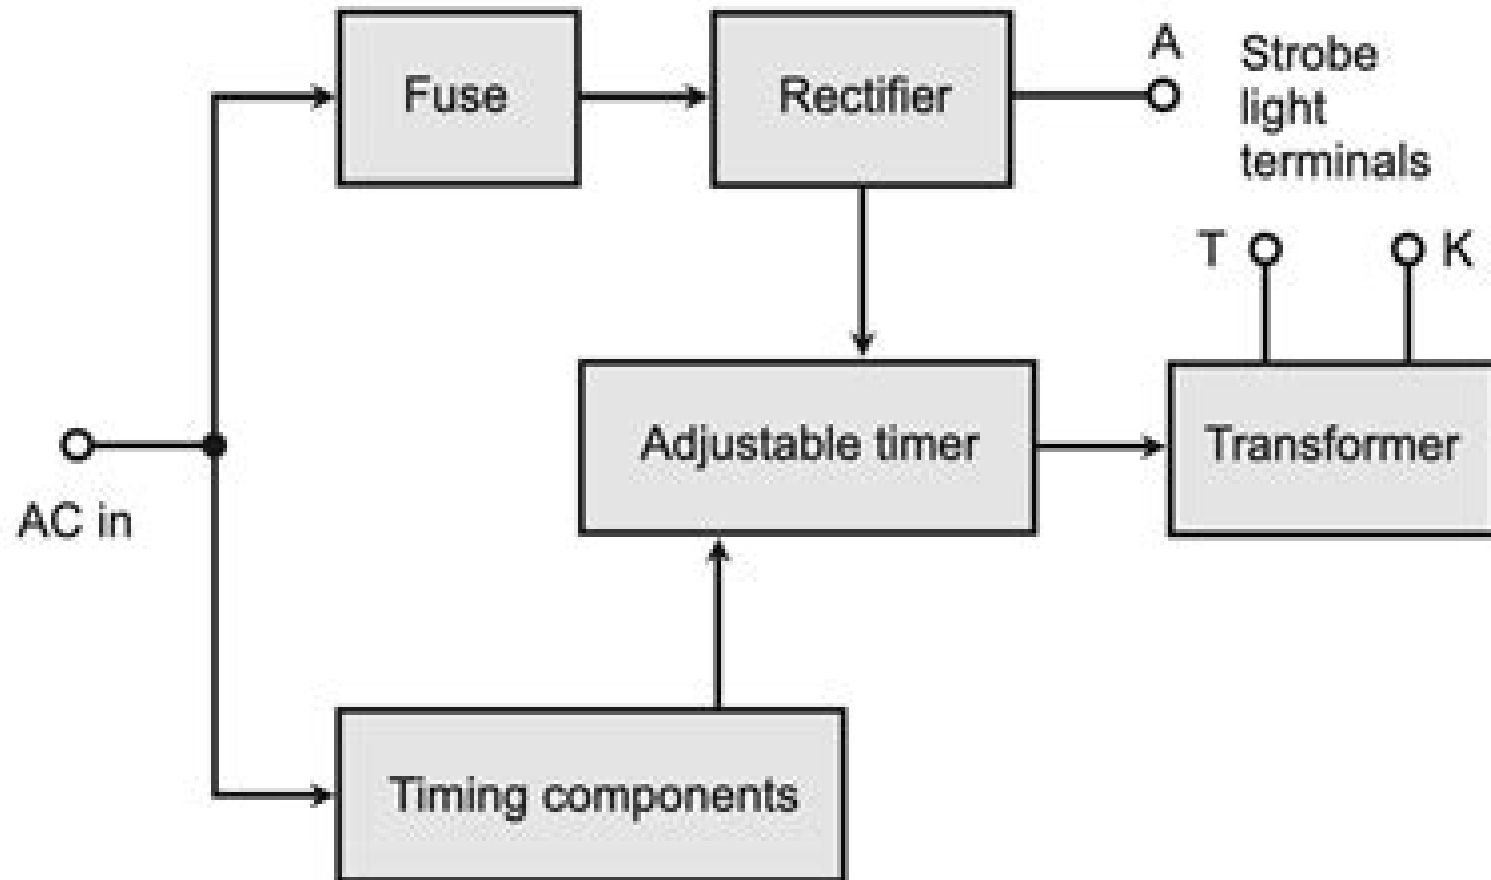 Fuse
Rectifier
A
Strobe
light
terminals
T
K
Adjustable timer
Transformer
AC in
Timing components